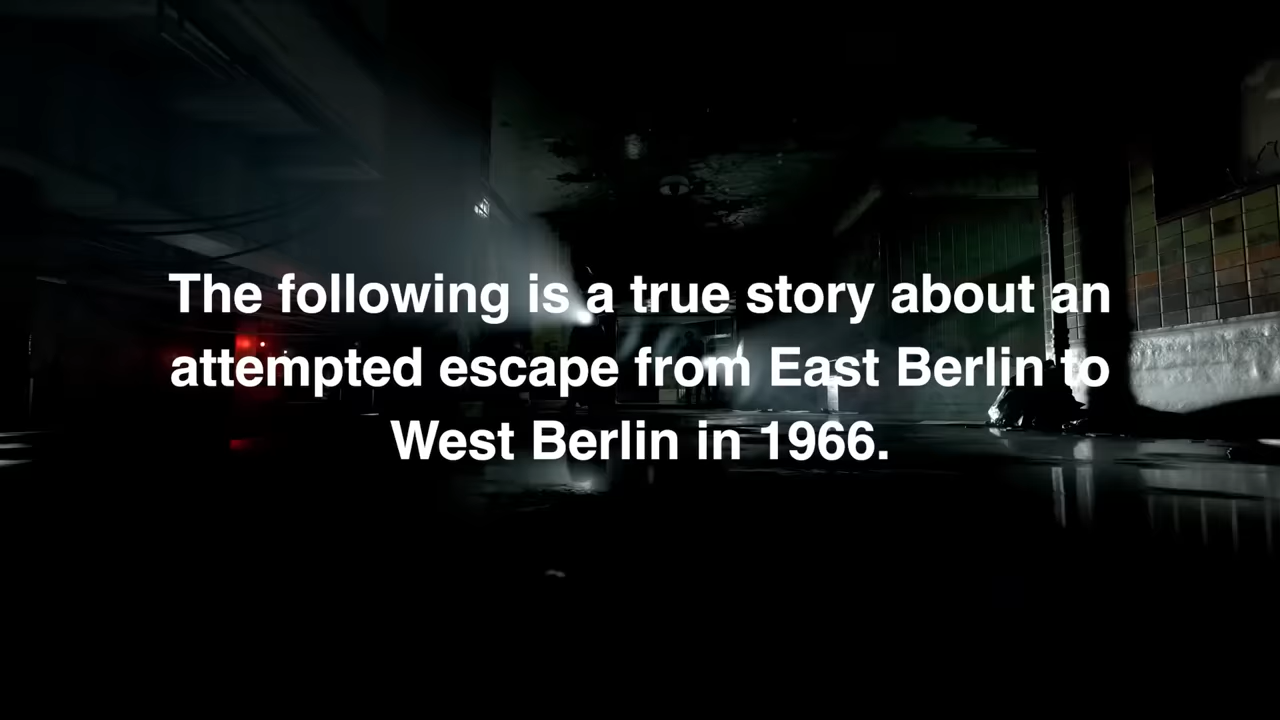 The following is a true story about an
attempted escape from East Berlin to
West Berlin in 1966.